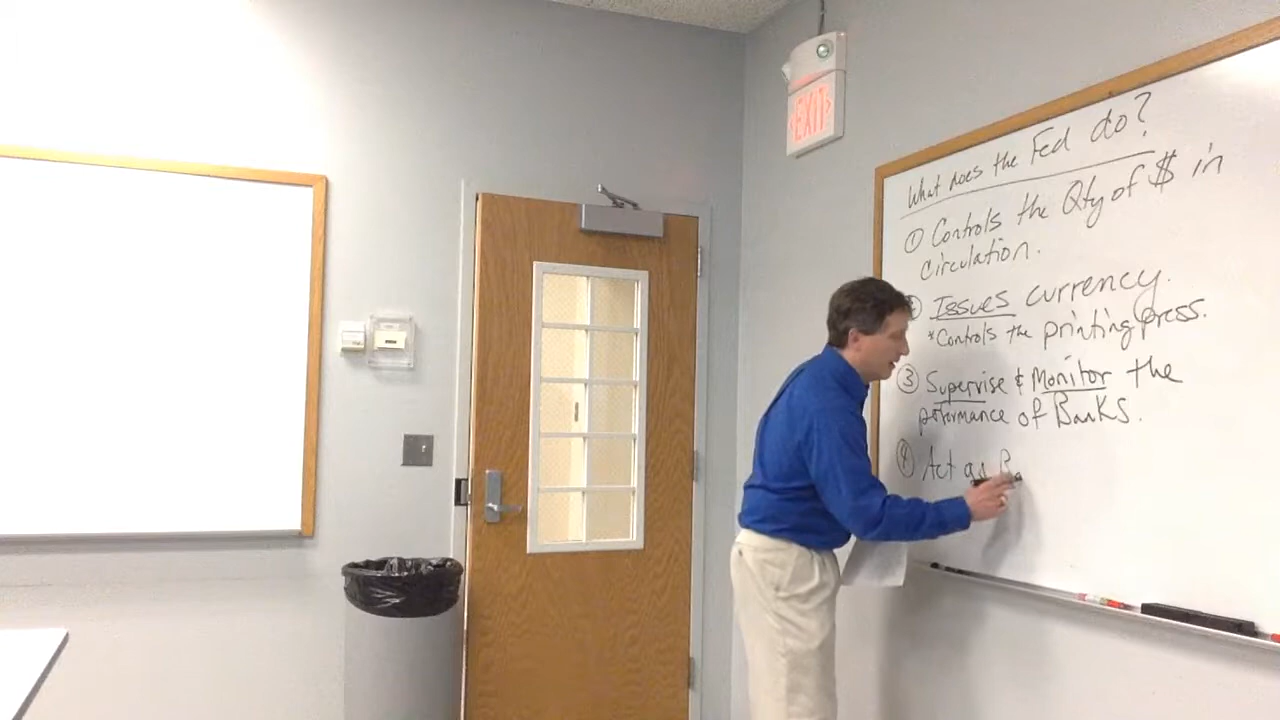 EXIT
What does the Fed do?
① Controls the Qty of $ in
circulation.
Issues currency.
*Controls the printing press.
③ Supervise & Monitor the
performance of Banks.
④ Act as Ba